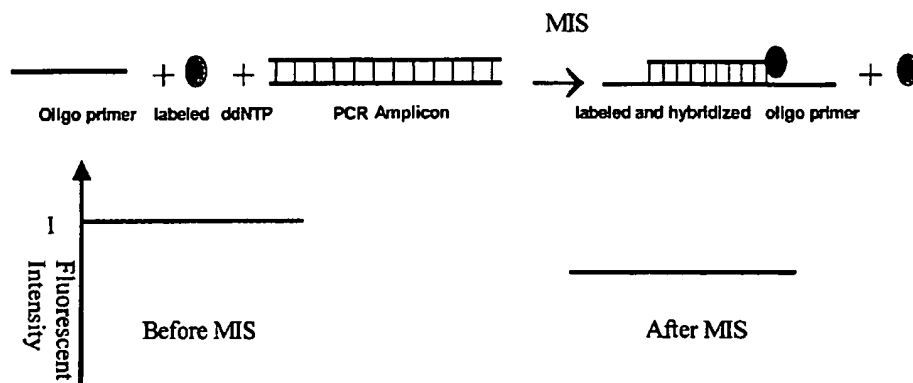 MIS
Oligo primer labeled ddNTP PCR Amplicon labeled and hybridized oligo primer
I
Fluorescent
Intensity
Before MIS After MIS